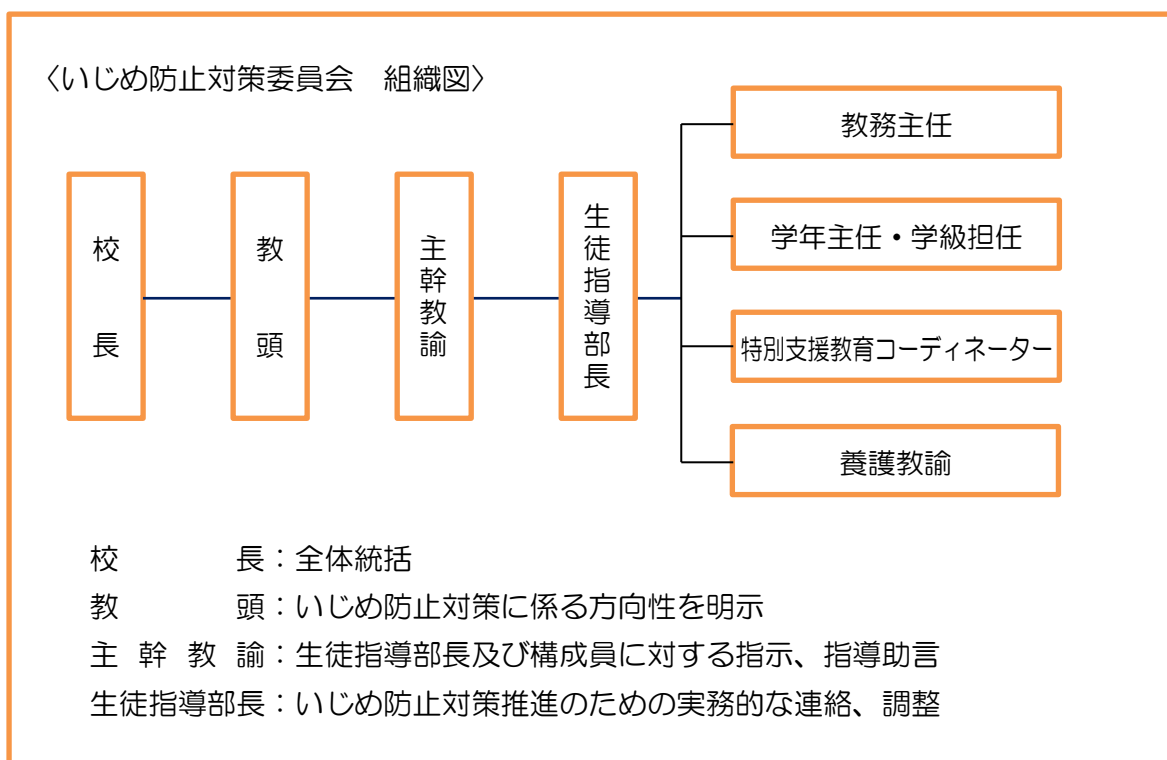 〈いじめ防止対策委員会　組織図〉
校長
教頭
主幹教諭
生徒指導部長
教務主任
学年主任・学級担任
特別支援教育コーディネーター
養護教諭
校　　　　長：全体統括
教　　　　頭：いじめ防止対策に係る方向性を明示
主　幹　教　諭：生徒指導部長及び構成員に対する指示、指導助言
生徒指導部長：いじめ防止対策推進のための実務的な連絡、調整